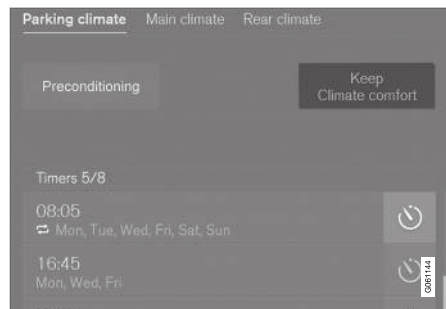 Parking climate Main climate Rear climate
Preconditioning
Keep
Climate comfort
Timers 5/8
08:05
Mon, Tue, Wed, Fri, Sat, Sun
16:45
Mon, Wed, Fri
G061144